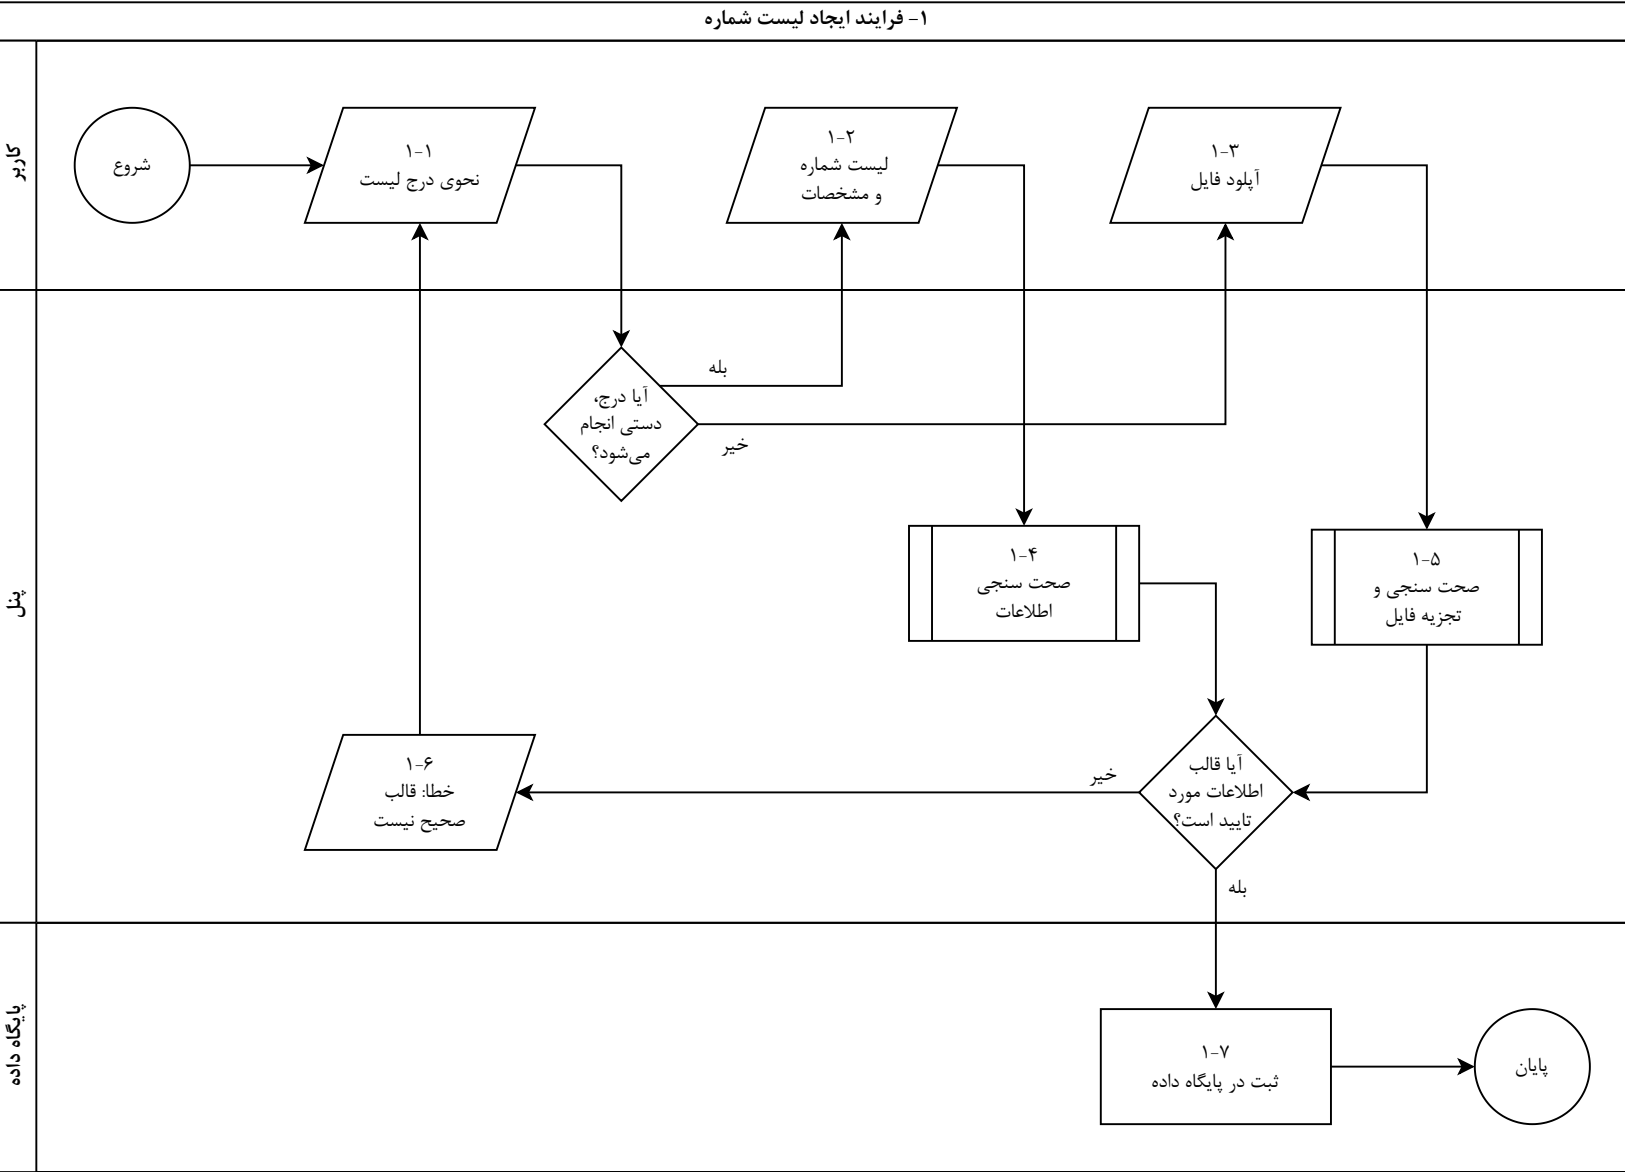 ۱- فرایند ایجاد لیست شماره
کاربر
شروع
۱-۱
نحوی درج لیست
۱-۲
لیست شماره
و مشخصات
۱-۳
آپلود فایل
پنل
آیا درج،
دستی انجام
می‌شود؟
بله
خیر
۱-۴
صحت سنجی
اطلاعات
۱-۵
صحت سنجی و
تجزیه فایل
آیا قالب
اطلاعات مورد
تایید است؟
خیر
بله
۱-۶
خطا: قالب
صحیح نیست
پایگاه داده
۱-۷
ثبت در پایگاه داده
پایان